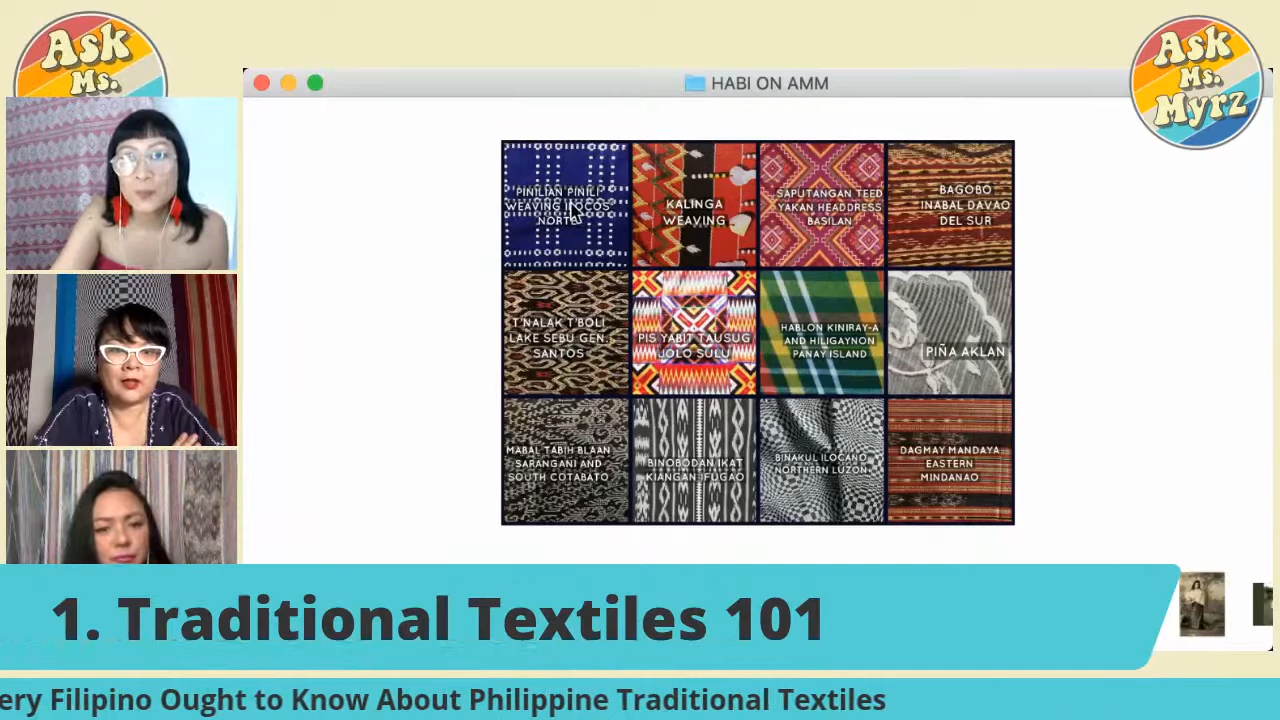 Ask
Ms.
Ask
Ms.
Myrz
HABI ON AMM
PINILIAN PINILI
WEAVING ILOCOS
NORTE
KALINGA
WEAVING
SAPUTANGAN TEED
YAKAN HEADDRESS
BASILAN
BAGOBO
INABAL DAVAO
DEL SUR
T'NALAK T'BOLI
LAKE SEBU GEN.
SANTOS
PIS YABIT TAUSUG
JOLO SULU
HABLON KINIRAY-A
AND HILIGAYNON
PANAY ISLAND
PIÑA AKLAN
MABAL TABIH BLAAN
SARANGANI AND
SOUTH COTABATO
BINOBODAN IKAT
KIANGAN IFUGAO
BINAKUL ILOCANO
NORTHERN LUZON
DAGMAY MANDAYA
EASTERN
MINDANAO
1. Traditional Textiles 101
ery Filipino Ought to Know About Philippine Traditional Textiles